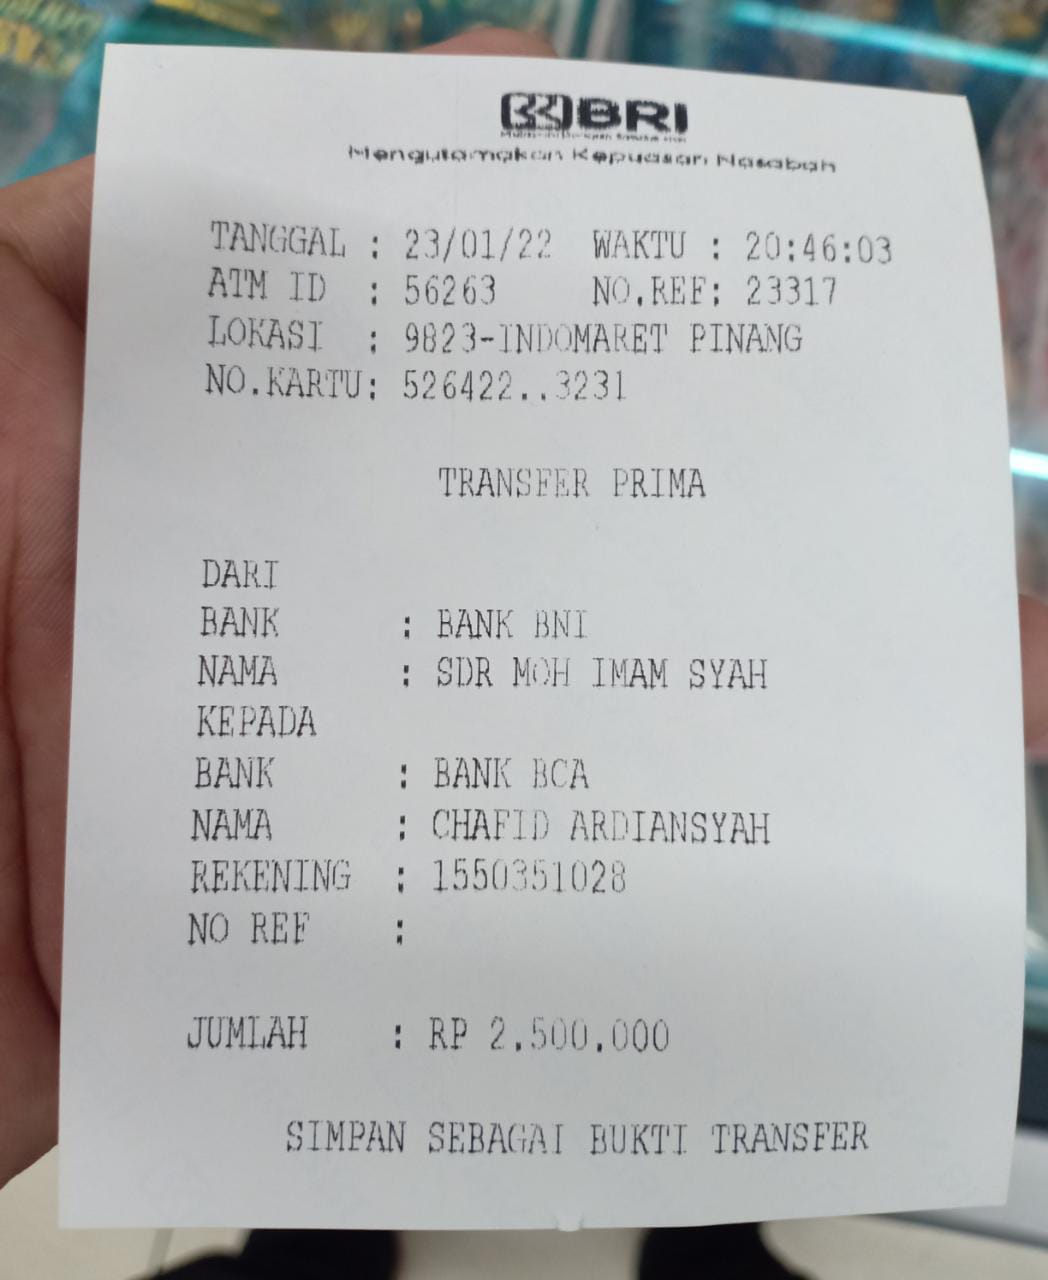 BRI
Mengutamakan Kepuasan Nasabah
TANGGAL : 23/01/22 WAKTU : 20:46:03
ATM ID : 56263 NO.REF: 23317
LOKASI : 9823-INDOMARET PINANG
NO.KARTU: 526422..3231
TRANSFER PRIMA
DARI
BANK : BANK BNI
NAMA : SDR MOH IMAM SYAH
KEPADA
BANK : BANK BCA
NAMA : CHAFID ARDIANSYAH
REKENING : 1550351028
NO REF :
JUMLAH : RP 2.500.000
SIMPAN SEBAGAI BUKTI TRANSFER